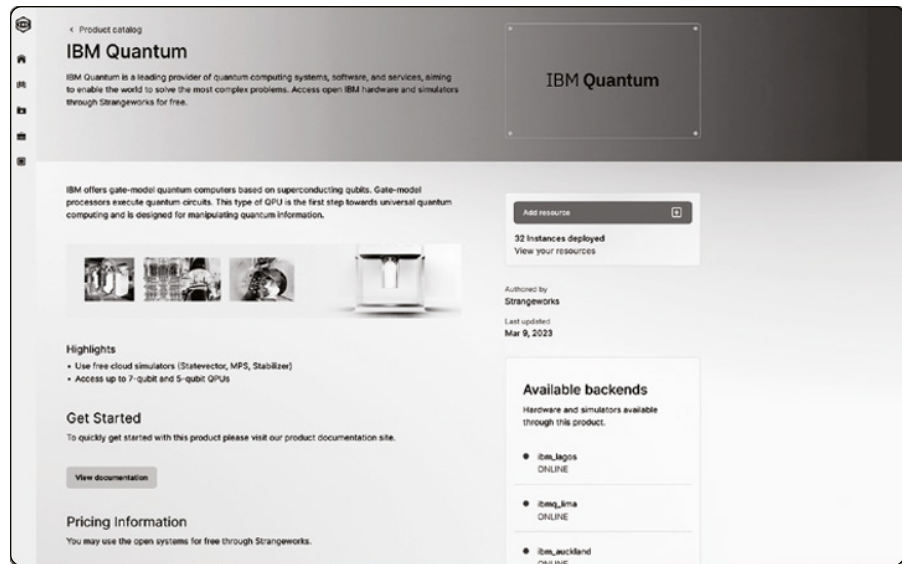 < Product catalog
IBM Quantum
IBM Quantum is a leading provider of quantum computing systems, software, and services, aiming
to enable the world to solve the most complex problems. Access open IBM hardware and simulators
through Strangeworks for free.
IBM Quantum
IBM offers gate-model quantum computers based on superconducting qubits. Gate-model
processors execute quantum circuits. This type of QPU is the first step towards universal quantum
computing and is designed for manipulating quantum information.
Highlights
• Use free cloud simulators (Statevector, MPS, Stabilizer)
• Access up to 7-qubit and 5-qubit QPUs
Get Started
To quickly get started with this product please visit our product documentation site.
View documentation
Pricing Information
You may use the open systems for free through Strangeworks.
Add resource
32 Instances deployed
View your resources
Authored by
Strangeworks
Last updated
Mar 9, 2023
Available backends
Hardware and simulators available
through this product.
ibm_lagos
ONLINE
ibmq_lima
ONLINE
ibm_auckland
ONLINE